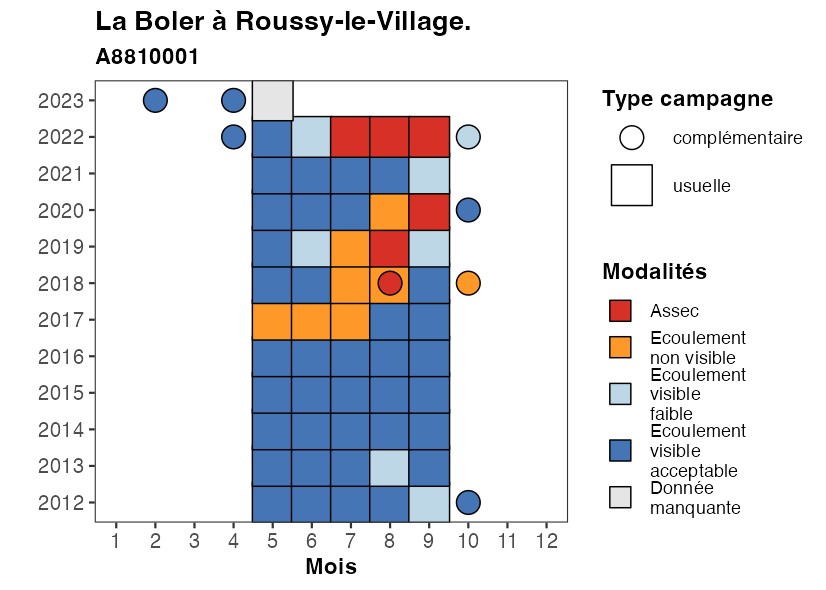 La Boler à Roussy-le-Village.
A8810001
2023
2022
2021
2020
2019
2018
2017
2016
2015
2014
2013
2012
1 2 3 4 5 6 7 8 9 10 11 12
Mois
Type campagne
complémentaire
usuelle
Modalités
Assec
Ecoulement
non visible
Ecoulement
visible
faible
Ecoulement
visible
acceptable
Donnée
manquante